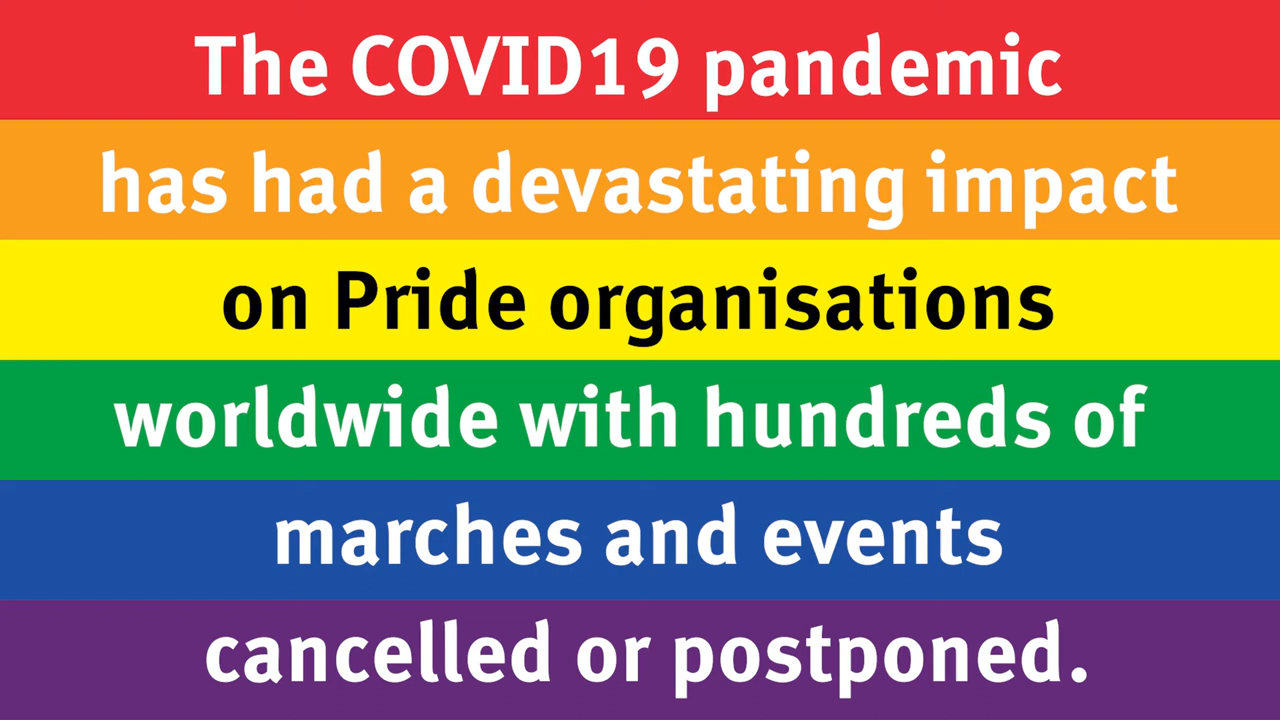 The COVID19 pandemic
has had a devastating impact
on Pride organisations
worldwide with hundreds of
marches and events
cancelled or postponed.